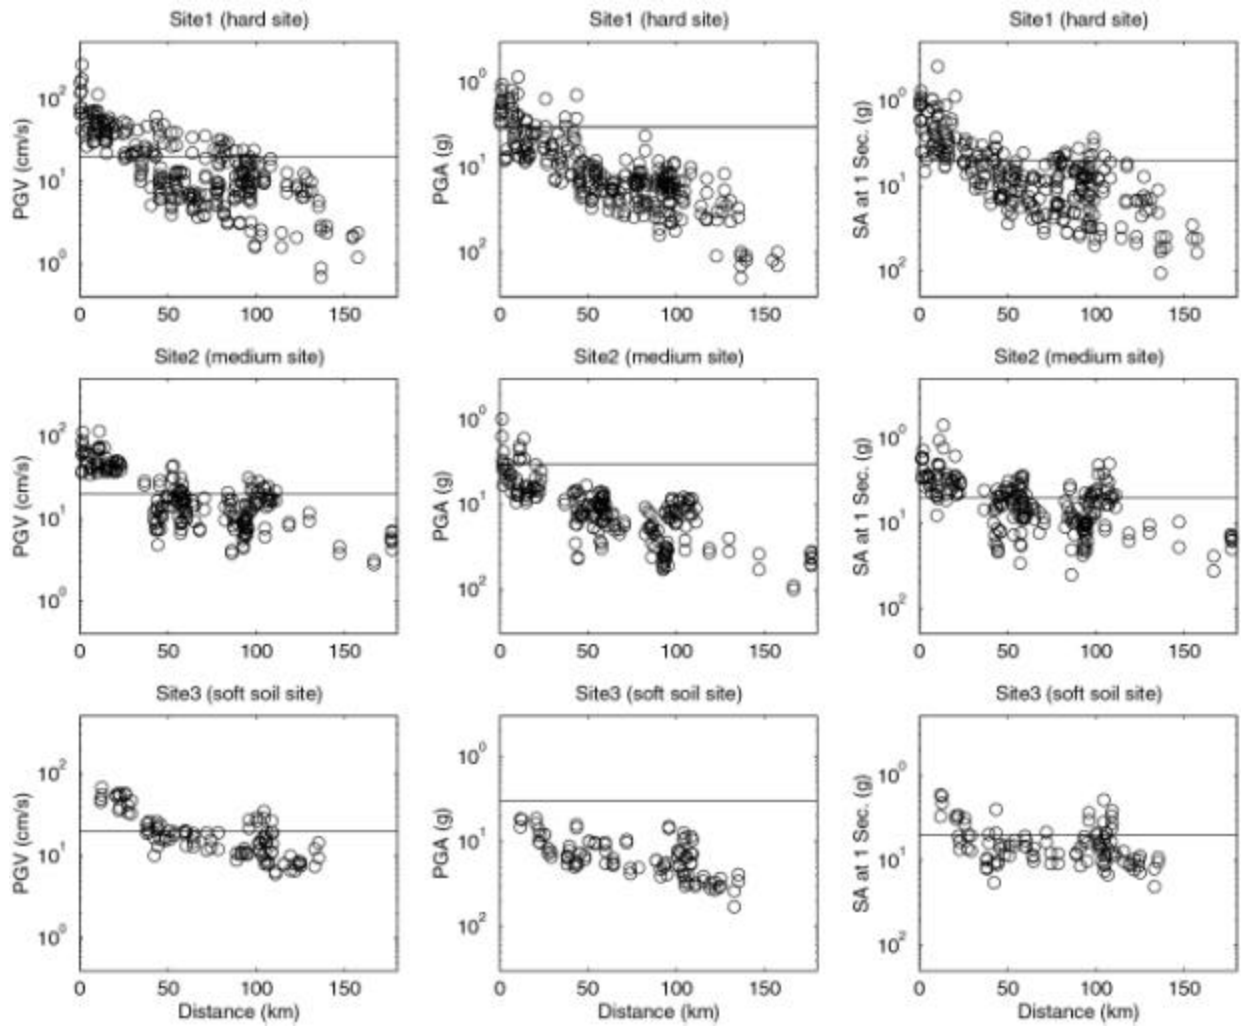 Site1 (hard site)
Site1 (hard site)
Site1 (hard site)
PGV (cm/s)
10²
10¹
10⁰
0 50 100 150
PGA (g)
10⁰
10¹
10²
0 50 100 150
SA at 1 Sec. (g)
10⁰
10¹
10²
0 50 100 150
Site2 (medium site)
Site2 (medium site)
Site2 (medium site)
PGV (cm/s)
10²
10¹
10⁰
0 50 100 150
PGA (g)
10⁰
10¹
10²
0 50 100 150
SA at 1 Sec. (g)
10⁰
10¹
10²
0 50 100 150
Site3 (soft soil site)
Site3 (soft soil site)
Site3 (soft soil site)
PGV (cm/s)
10²
10¹
10⁰
0 50 100 150
Distance (km)
PGA (g)
10⁰
10¹
10²
0 50 100 150
Distance (km)
SA at 1 Sec. (g)
10⁰
10¹
10²
0 50 100 150
Distance (km)